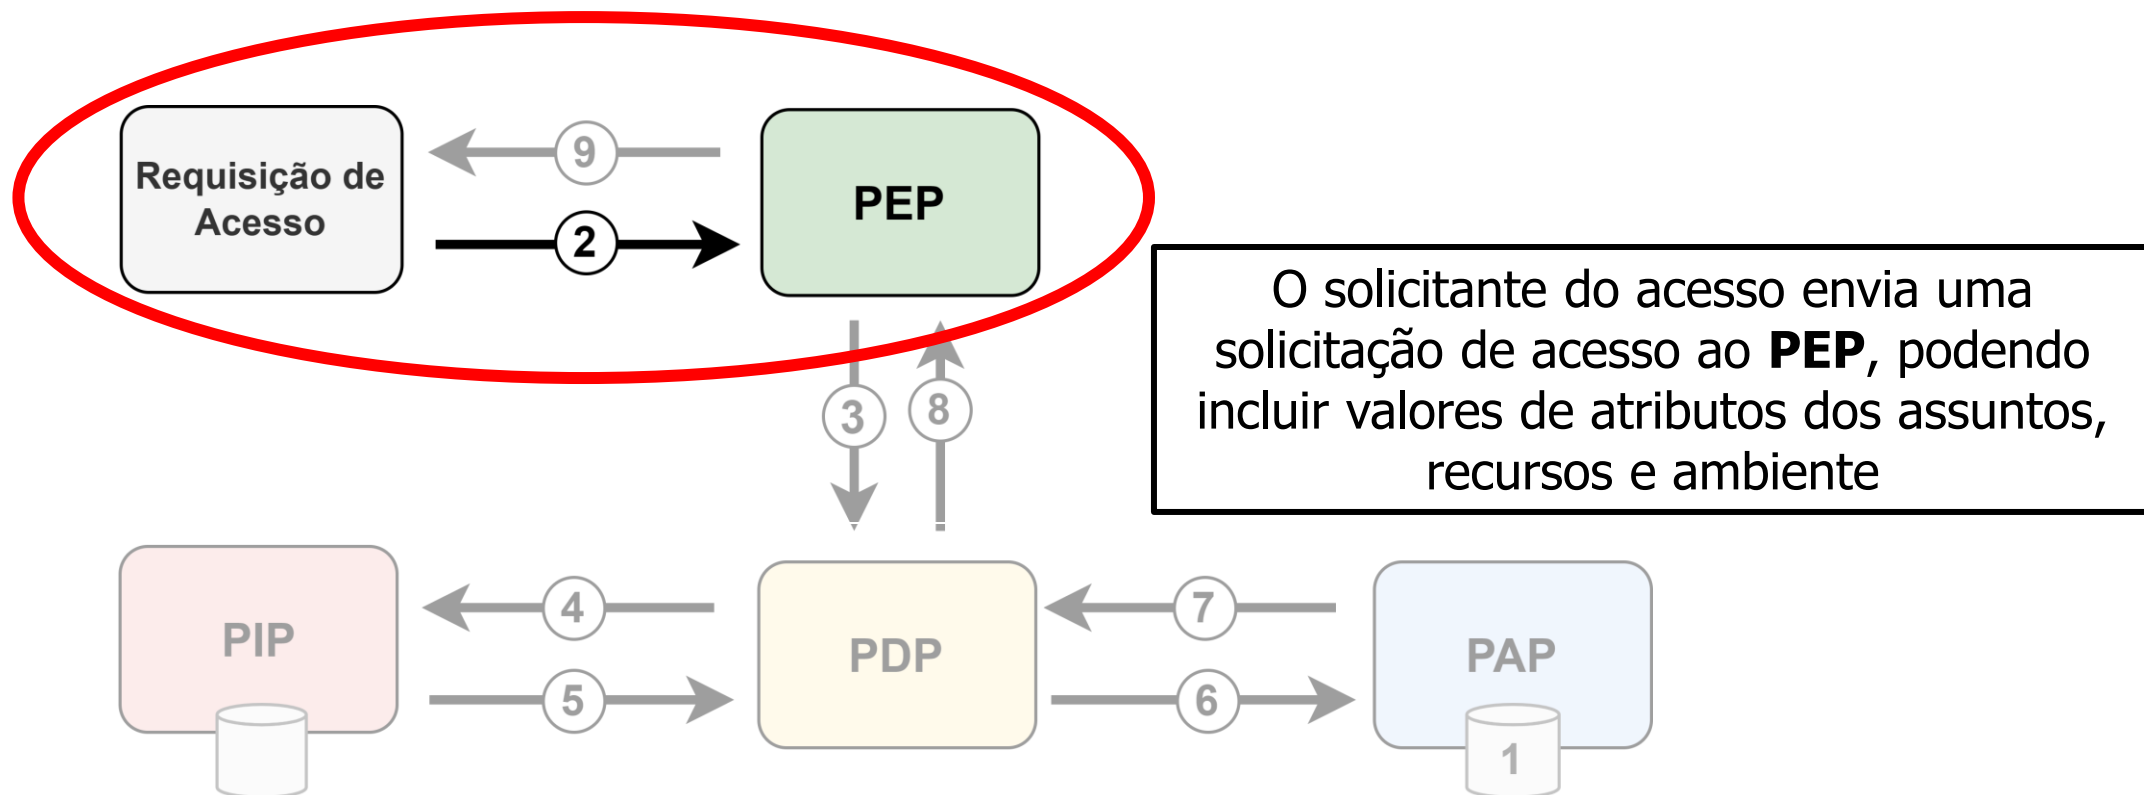 Requisição de
Acesso
9
2
PEP
O solicitante do acesso envia uma
solicitação de acesso ao PEP, podendo
incluir valores de atributos dos assuntos,
recursos e ambiente
3
8
PIP
4
5
PDP
7
6
PAP
1